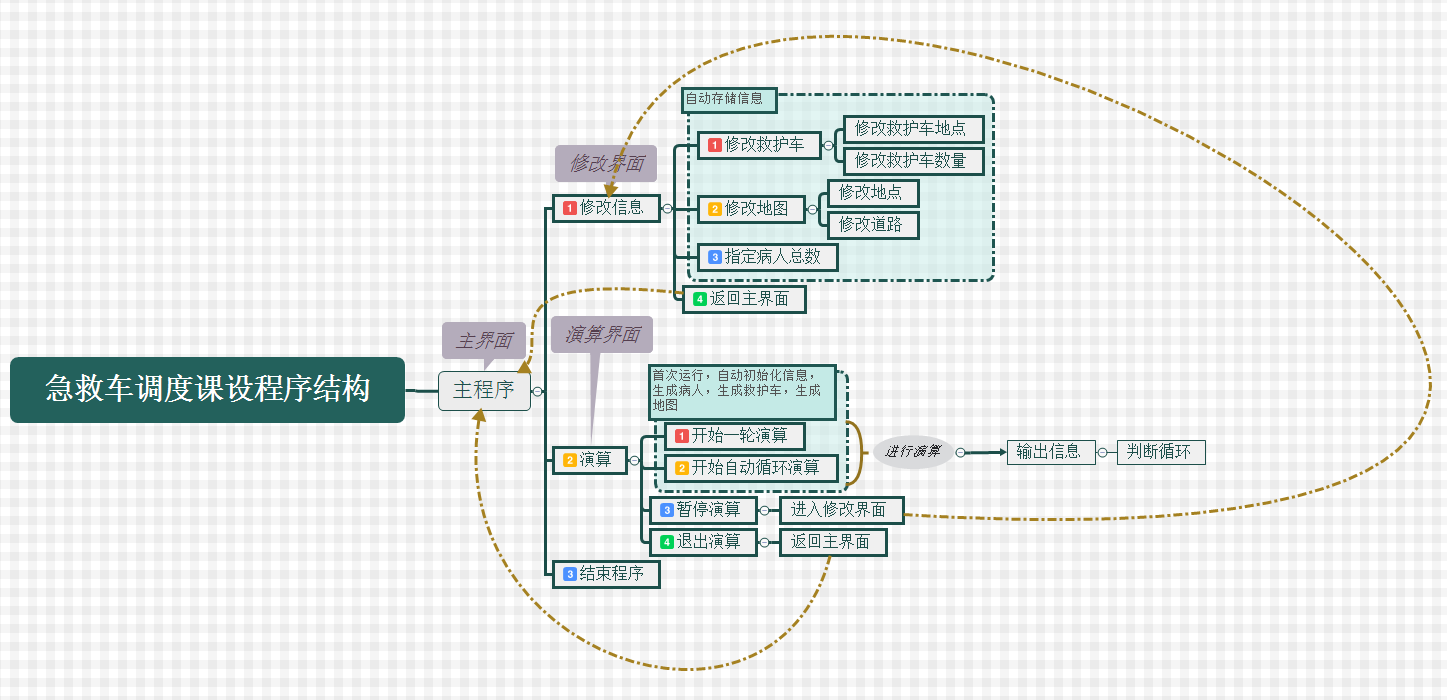 急救车调度课设程序结构
主界面
主程序
修改界面
1 修改信息
自动存储信息
1 修改救护车
修改救护车地点
修改救护车数量
2 修改地图
修改地点
修改道路
3 指定病人总数
4 返回主界面
演算界面
2 演算
首次运行，自动初始化信息，
生成病人，生成救护车，生成
地图
1 开始一轮演算
2 开始自动循环演算
进行演算
输出信息
判断循环
3 暂停演算
进入修改界面
4 退出演算
返回主界面
3 结束程序